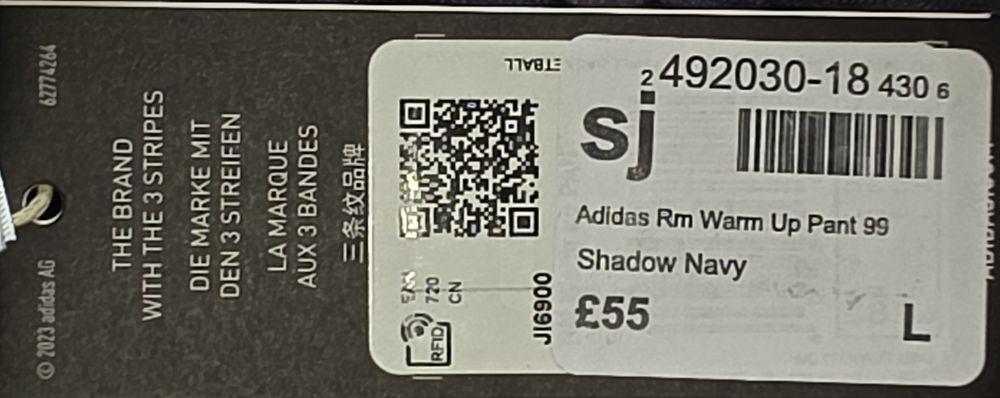 © 2023 adidas AG
62774264
THE BRAND
WITH THE 3 STRIPES
DIE MARKE MIT
DEN 3 STREIFEN
LA MARQUE
AUX 3 BANDES
三条纹品牌
ETBALL
720
CN
RFID
JI6900
2 492030-18 430 6
sj
Adidas Rm Warm Up Pant 99
Shadow Navy
£55
L